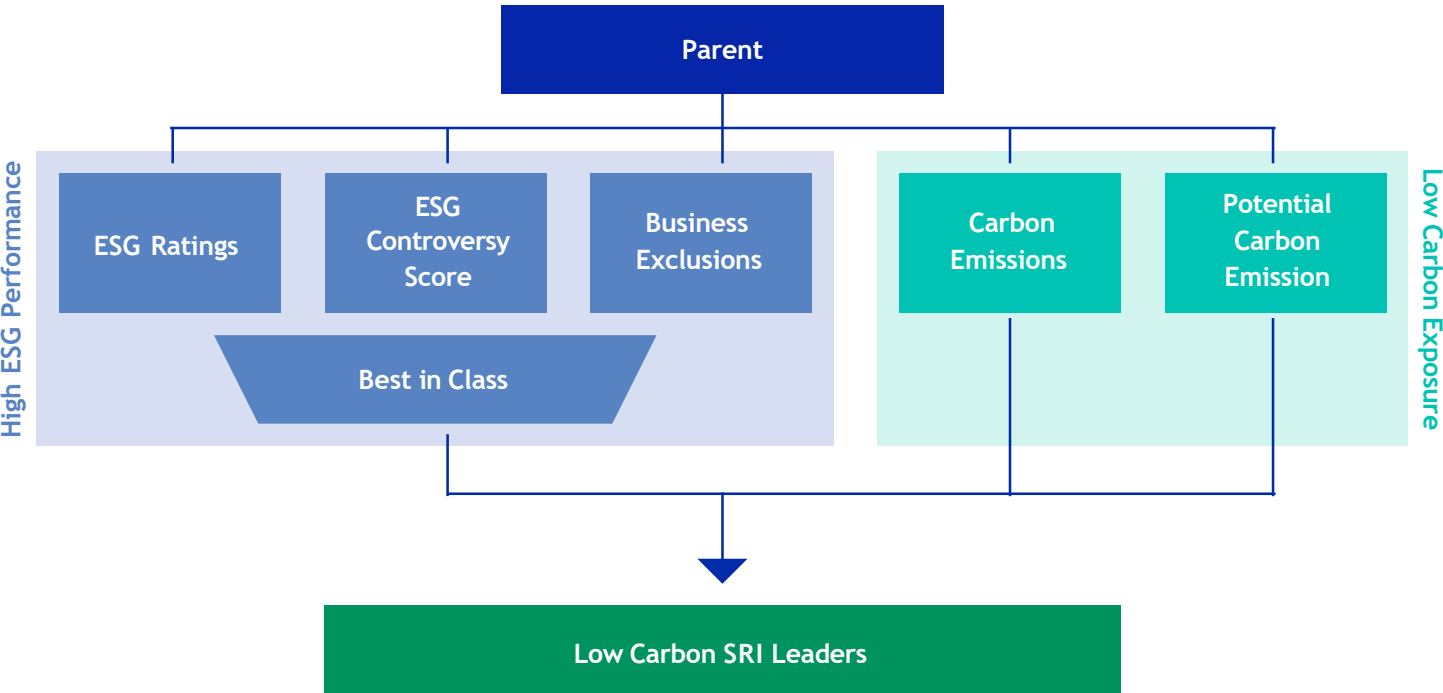 Parent
High ESG Performance
ESG Ratings
ESG
Controversy
Score
Business
Exclusions
Best in Class
Carbon
Emissions
Potential
Carbon
Emission
Low Carbon Exposure
Low Carbon SRI Leaders